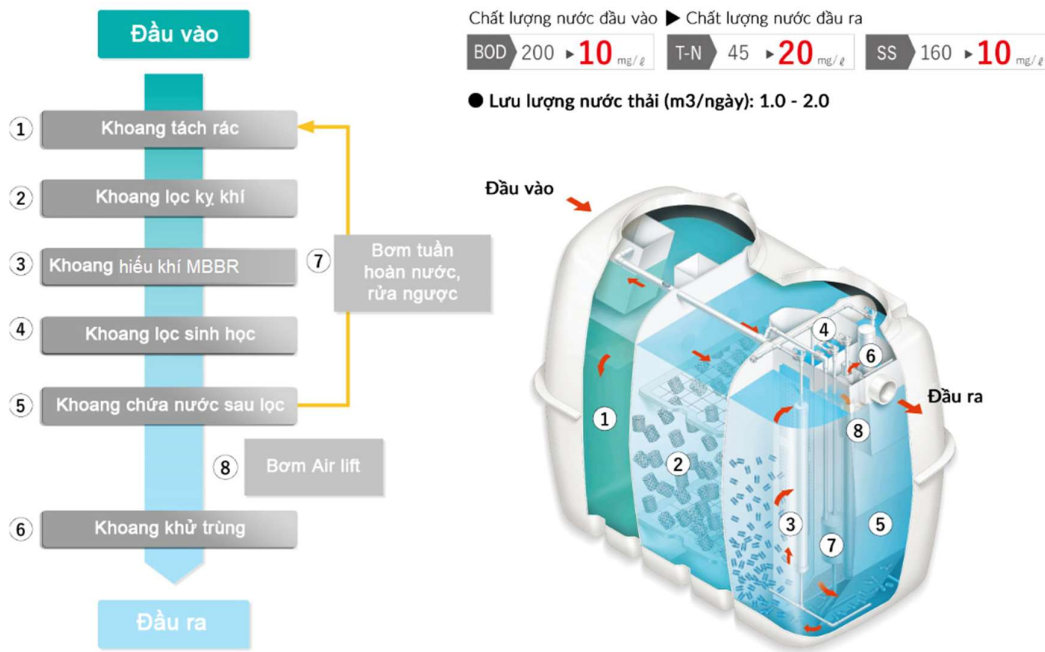 Đầu vào
① Khoang tách rác
② Khoang lọc kỵ khí
③ Khoang hiếu khí MBBR
④ Khoang lọc sinh học
⑤ Khoang chứa nước sau lọc
⑦ Bơm tuần
hoàn nước,
rửa ngược
⑧ Bơm Air lift
⑥ Khoang khử trùng
Đầu ra
Chất lượng nước đầu vào ▶ Chất lượng nước đầu ra
BOD 200 ▸ 10 mg/ℓ T-N 45 ▸ 20 mg/ℓ SS 160 ▸ 10 mg/ℓ
● Lưu lượng nước thải (m3/ngày): 1.0 - 2.0
Đầu vào
④
⑥
Đầu ra
①
⑧
②
③
⑤
⑦